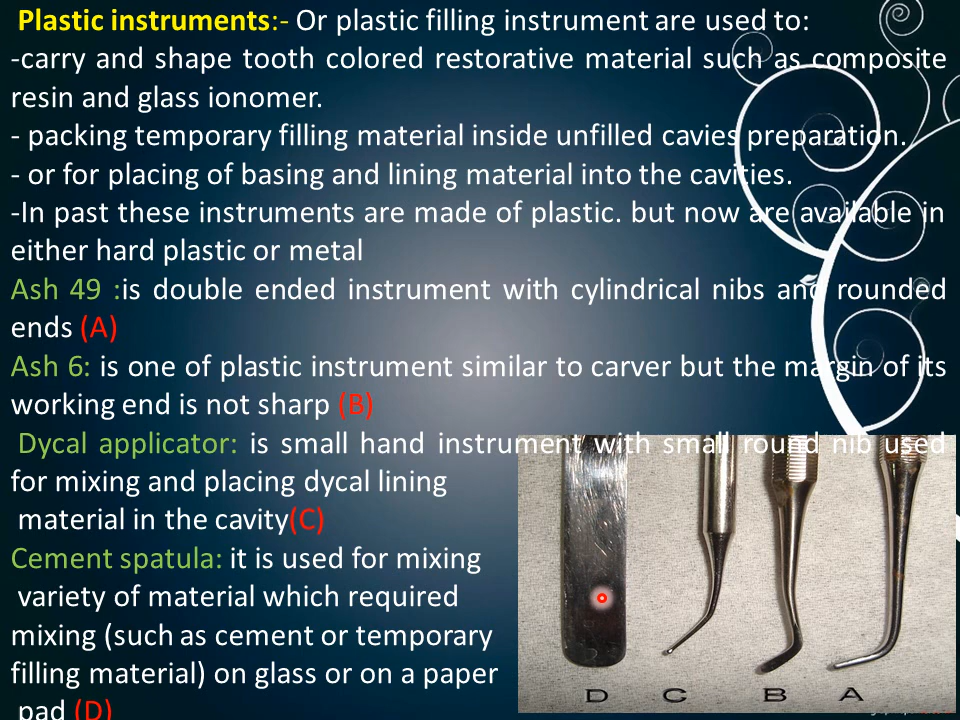 Plastic instruments:- Or plastic filling instrument are used to:
-carry and shape tooth colored restorative material such as composite
resin and glass ionomer.
- packing temporary filling material inside unfilled cavies preparation.
- or for placing of basing and lining material into the cavities.
-In past these instruments are made of plastic. but now are available in
either hard plastic or metal
Ash 49 :is double ended instrument with cylindrical nibs and rounded
ends (A)
Ash 6: is one of plastic instrument similar to carver but the margin of its
working end is not sharp (B)
Dycal applicator: is small hand instrument with small round nib used
for mixing and placing dycal lining
material in the cavity(C)
Cement spatula: it is used for mixing
variety of material which required
mixing (such as cement or temporary
filling material) on glass or on a paper
pad (D)
D C B A